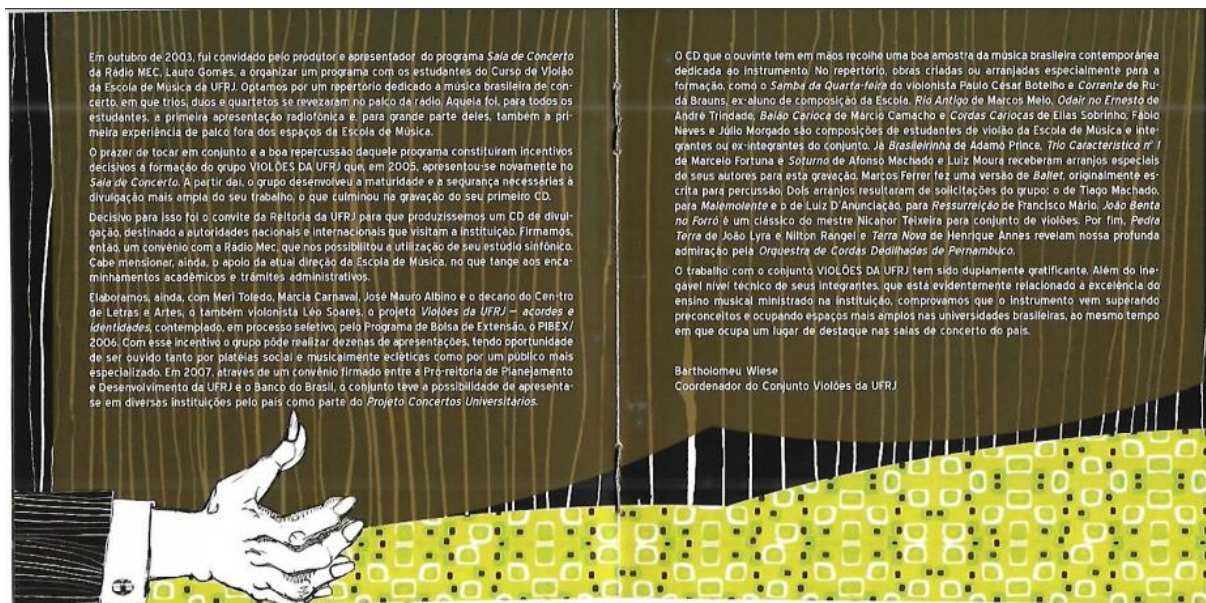 Em outubro de 2003, fui convidado pelo produtor e apresentador do programa Sala de Concerto
da Rádio MEC, Lauro Gomes, a organizar um programa com os estudantes do Curso de Violão
da Escola de Música da UFRJ. Optamos por um repertório dedicado à música brasileira de con-
certo, em que trios, duos e quartetos se revezaram no palco da rádio. Aquela foi, para todos os
estudantes, a primeira apresentação radiofônica e, para grande parte deles, também a pri-
meira experiência de palco fora dos espaços da Escola de Música.
O prazer de tocar em conjunto e a boa repercussão daquele programa constituíram incentivos
decisivos à formação do grupo VIOLÕES DA UFRJ que, em 2005, apresentou-se novamente no
Sala de Concerto. A partir daí, o grupo desenvolveu a maturidade e a segurança necessárias à
divulgação mais ampla do seu trabalho, o que culminou na gravação do seu primeiro CD.
Decisivo para isso foi o convite da Reitoria da UFRJ para que produzíssemos um CD de divul-
gação, destinado a autoridades nacionais e internacionais que visitam a instituição. Firmamos,
então, um convênio com a Rádio Mec, que nos possibilitou a utilização de seu estúdio sinfônico.
Cabe mensionar, ainda, o apoio da atual direção da Escola de Música, no que tange aos enca-
minhamentos acadêmicos e trâmites administrativos.
Elaboramos, ainda, com Meri Toledo, Márcia Carnaval, José Mauro Albino e o decano do Centro
de Letras e Artes, o também violonista Léo Soares, o projeto Violões da UFRJ – acordes e
identidades, contemplado, em processo seletivo, pelo Programa de Bolsa de Extensão, o PIBEX/
2006. Com esse incentivo o grupo pôde realizar dezenas de apresentações, tendo oportunidade
de ser ouvido tanto por platéias social e musicalmente ecléticas como por um público mais
especializado. Em 2007, através de um convênio firmado entre a Pró-reitoria de Planejamento
e Desenvolvimento da UFRJ e o Banco do Brasil, o conjunto teve a possibilidade de apresenta-
se em diversas instituições pelo país como parte do Projeto Concertos Universitários.
O CD que o ouvinte tem em mãos recolhe uma boa amostra da música brasileira contemporânea
dedicada ao instrumento. No repertório, obras criadas ou arranjadas especialmente para a
formação, como o Samba da Quarta-feira do violonista Paulo César Botelho e Corrente de Ru-
dá Brauns, ex-aluno de composição da Escola. Rio Antigo de Marcos Melo, Odair no Ernesto de
André Trindade, Baião Carioca de Márcio Camacho e Cordas Cariocas de Elias Sobrinho, Fábio
Neves e Júlio Morgado são composições de estudantes de violão da Escola de Música e inte-
grantes ou ex-integrantes do conjunto. Já Brasileirinha de Adamo Prince, Trio Característico nº 1
de Marcelo Fortuna e Soturno de Afonso Machado e Luiz Moura receberam arranjos especiais
de seus autores para esta gravação. Marcos Ferrer fez uma versão de Ballet, originalmente es-
crita para percussão. Dois arranjos resultaram de solicitações do grupo: o de Tiago Machado,
para Malemolente e o de Luiz D'Anunciação, para Ressurreição de Francisco Mário. João Benta
no Forró é um clássico do mestre Nicanor Teixeira para conjunto de violões. Por fim, Pedra
Terra de João Lyra e Nilton Rangel e Terra Nova de Henrique Annes revelam nossa profunda
admiração pela Orquestra de Cordas Dedilhadas de Pernambuco.
O trabalho com o conjunto VIOLÕES DA UFRJ tem sido duplamente gratificante. Além do ine-
gável nível técnico de seus integrantes, que está evidentemente relacionado à excelência do
ensino musical ministrado na instituição, comprovamos que o instrumento vem superando
preconceitos e ocupando espaços mais amplos nas universidades brasileiras, ao mesmo tempo
em que ocupa um lugar de destaque nas salas de concerto do país.
Bartholomeu Wiese
Coordenador do Conjunto Violões da UFRJ